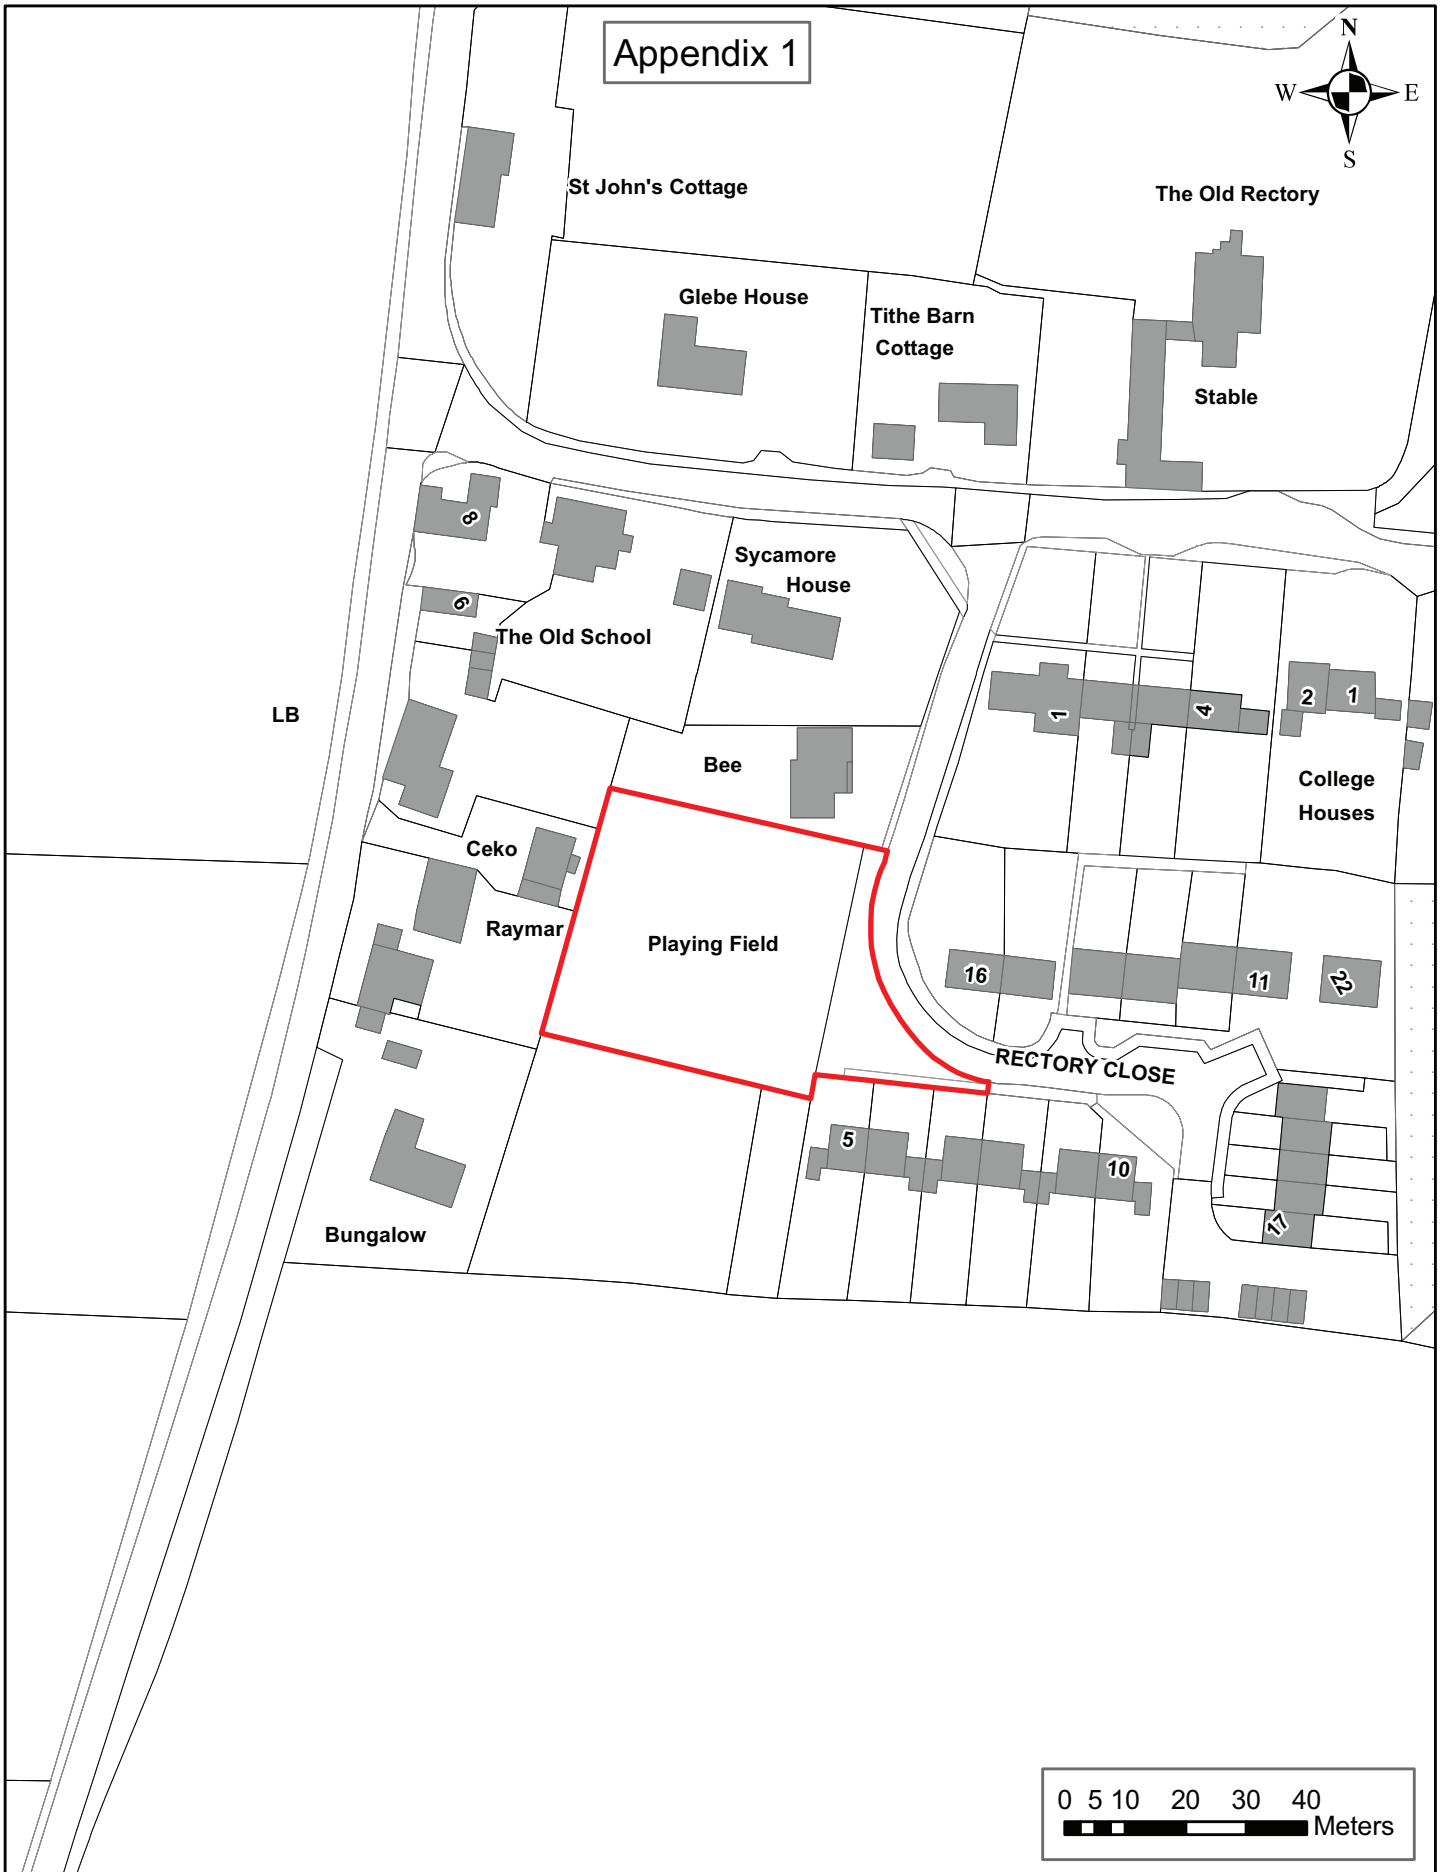 Appendix 1
N
W E
S
St John's Cottage
The Old Rectory
Glebe House
Tithe Barn
Cottage
Stable
8
Sycamore
House
6
The Old School
LB
Bee
1
4
2
1
College
Houses
Ceko
Raymar
Playing Field
16
11
22
RECTORY CLOSE
5
10
17
Bungalow
0 5 10 20 30 40
Meters